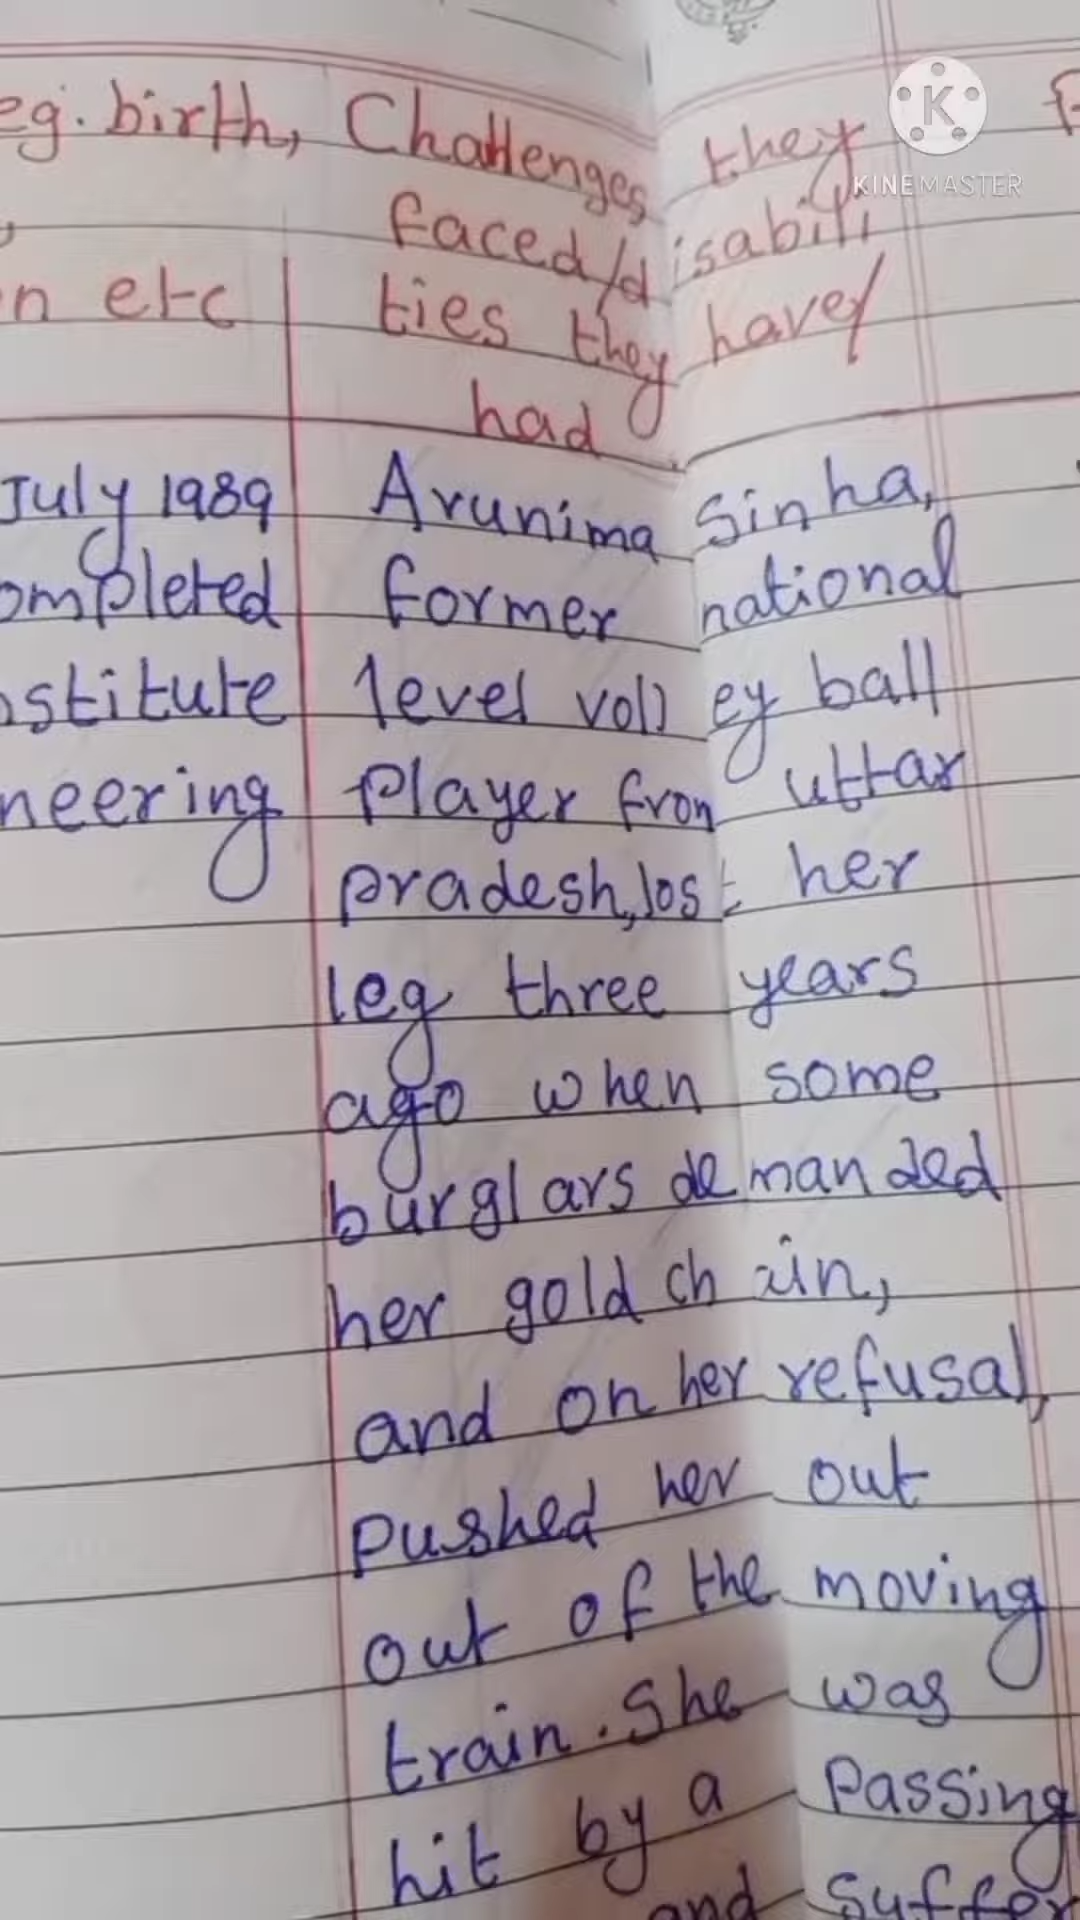 eg. birth, Challenges they
faced/disabili
n etc ties they have/
had
July 1989 Arunima Sinha,
ompleted former national
stitute level volley ball
neering Player from uttar
pradesh, lost her
leg three years
ago when some
burglars demanded
her gold chain,
and on her refusal,
pushed her out
out of the moving
train. She was
hit by a passing
and suffer
K
KINEMASTER